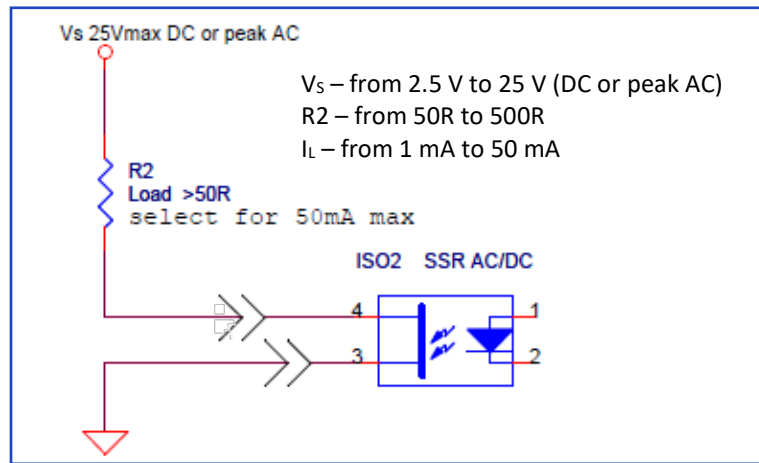 Vs 25Vmax DC or peak AC
VS – from 2.5 V to 25 V (DC or peak AC)
R2 – from 50R to 500R
IL – from 1 mA to 50 mA
R2
Load >50R
select for 50mA max
ISO2 SSR AC/DC
4
1
3
2